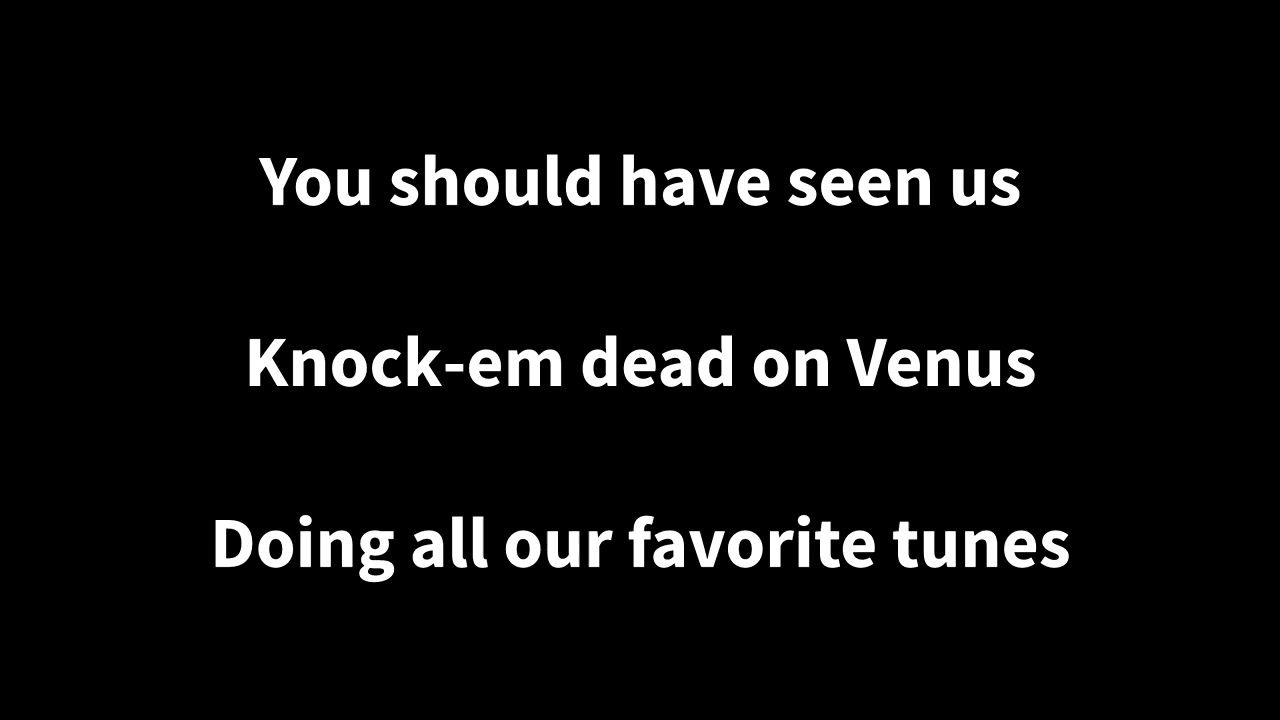 You should have seen us
Knock-em dead on Venus
Doing all our favorite tunes